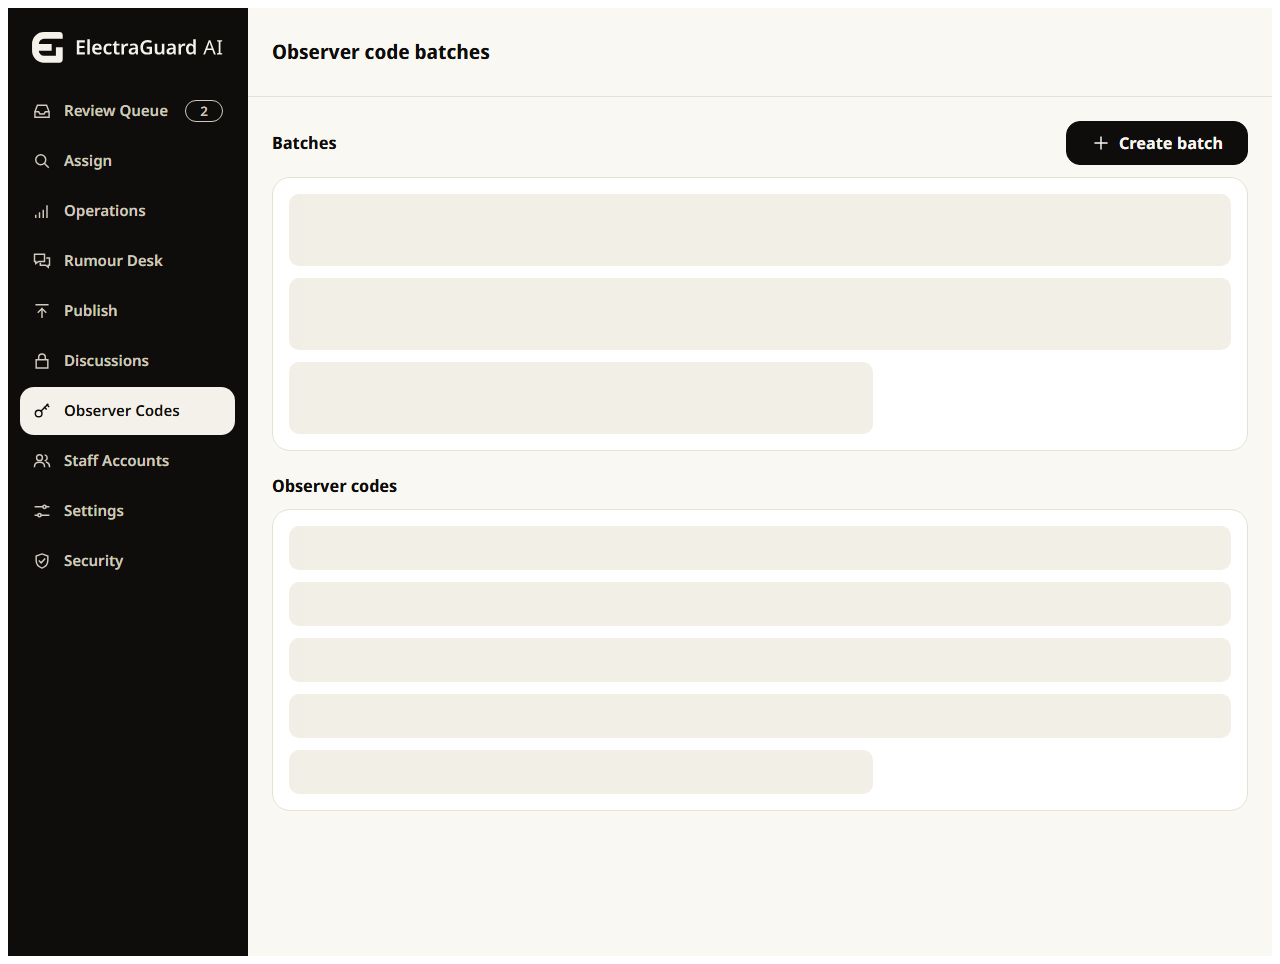 ElectraGuard AI
Review Queue 2
Assign
Operations
Rumour Desk
Publish
Discussions
Observer Codes
Staff Accounts
Settings
Security
Observer code batches
Batches
Create batch
Observer codes